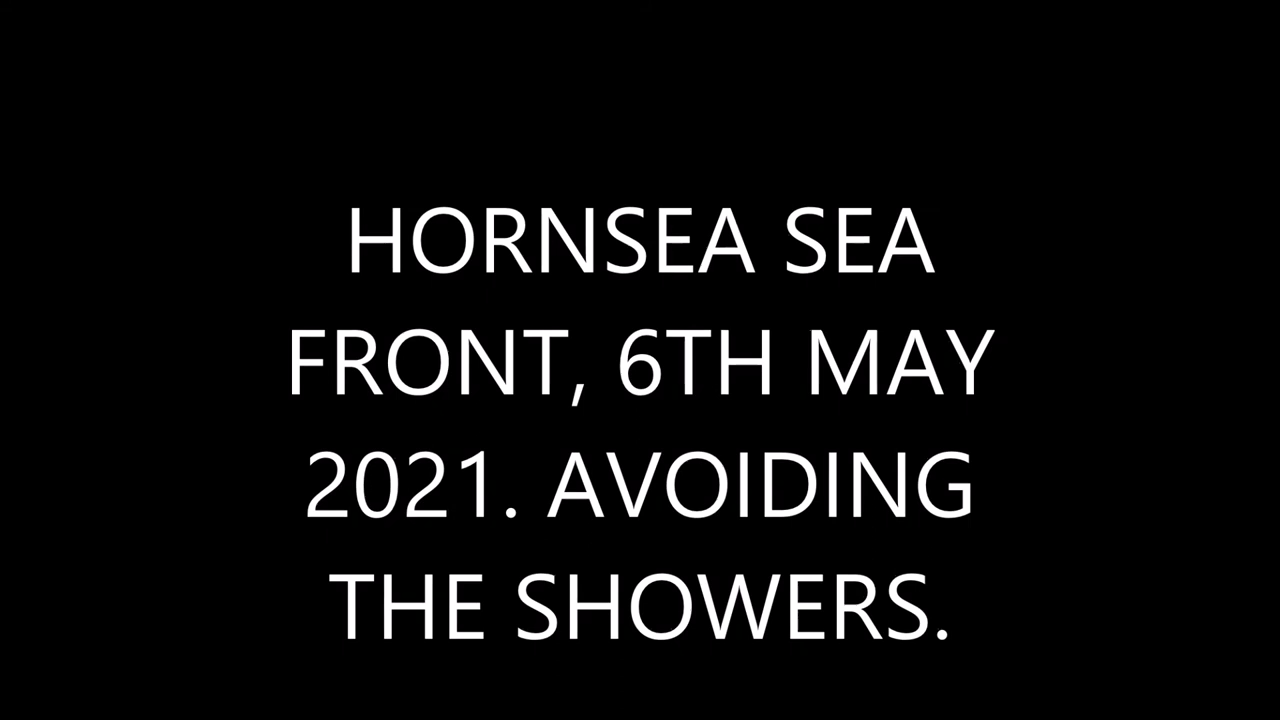 HORNSEA SEA
FRONT, 6TH MAY
2021. AVOIDING
THE SHOWERS.